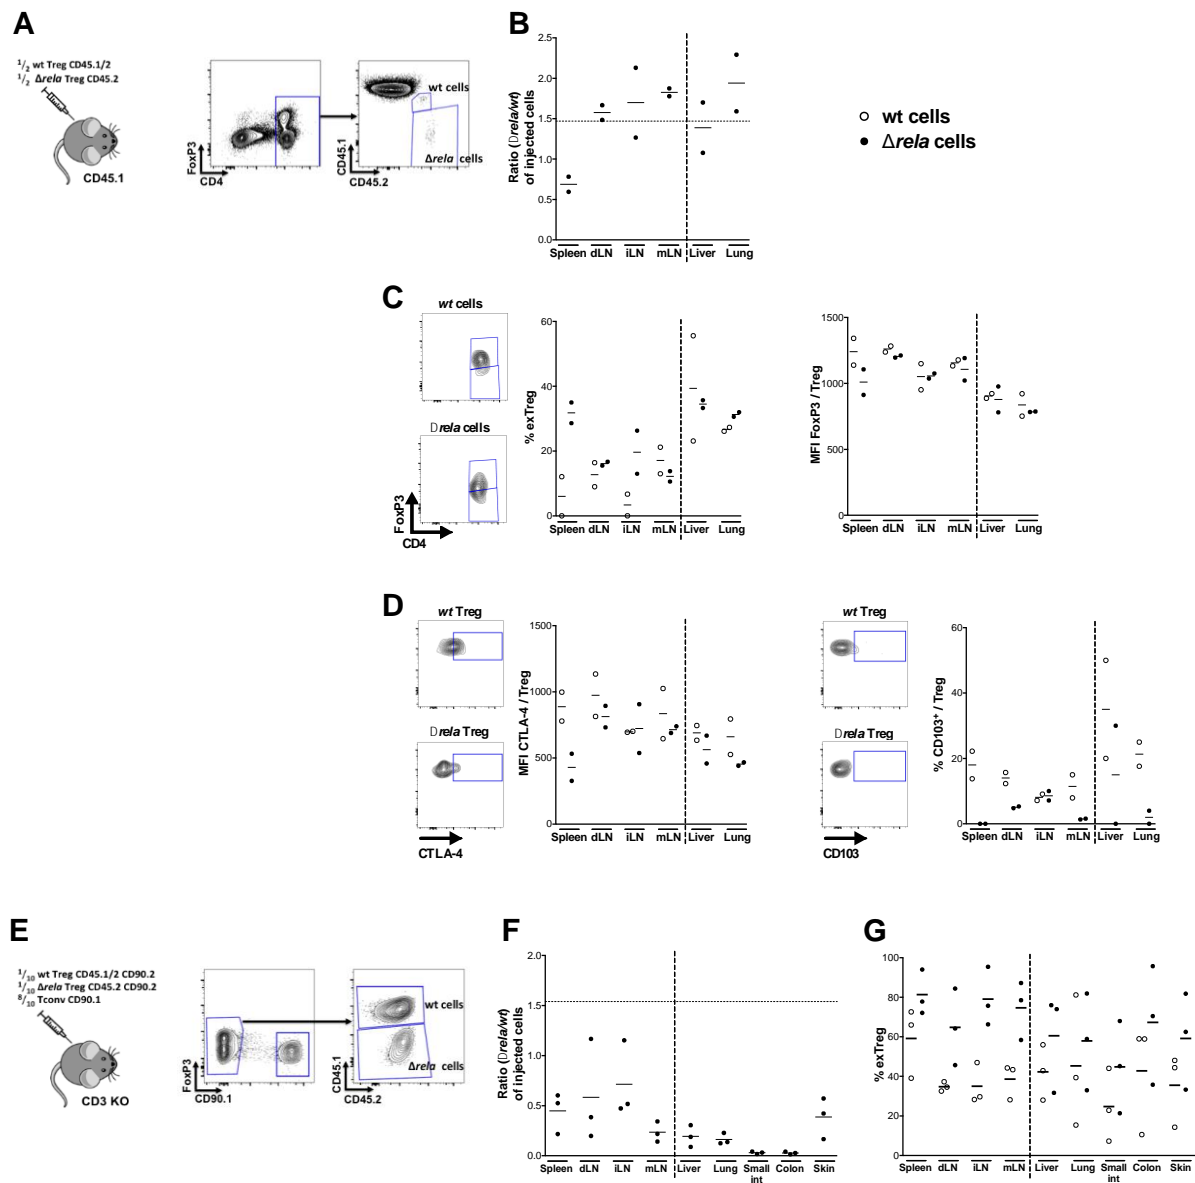 A
1/2 wt Treg CD45.1/2
1/2 Δrela Treg CD45.2
CD45.1
FoxP3
CD4
wt cells
Δrela cells
CD45.1
CD45.2
B
2.5
2.0
1.5
1.0
0.5
0.0
Ratio (Drela/wt)
of injected cells
Spleen dLN iLN mLN Liver Lung
wt cells
Δrela cells
C
wt cells
Drela cells
FoxP3
CD4
60
40
20
0
% exTreg
Spleen dLN iLN mLN Liver Lung
1500
1000
500
0
MFI FoxP3 / Treg
Spleen dLN iLN mLN Liver Lung
D
wt Treg
Drela Treg
CTLA-4
1500
1000
500
0
MFI CTLA-4 / Treg
Spleen dLN iLN mLN Liver Lung
wt Treg
Drela Treg
CD103
60
40
20
0
% CD103+ / Treg
Spleen dLN iLN mLN Liver Lung
E
1/10 wt Treg CD45.1/2 CD90.2
1/10 Δrela Treg CD45.2 CD90.2
8/10 Tconv CD90.1
CD3 KO
FoxP3
CD90.1
wt cells
Δrela cells
CD45.1
CD45.2
F
2.0
1.5
1.0
0.5
0.0
Ratio (Drela/wt)
of injected cells
Spleen dLN iLN mLN Liver Lung Small int Colon Skin
G
100
80
60
40
20
0
% exTreg
Spleen dLN iLN mLN Liver Lung Small int Colon Skin